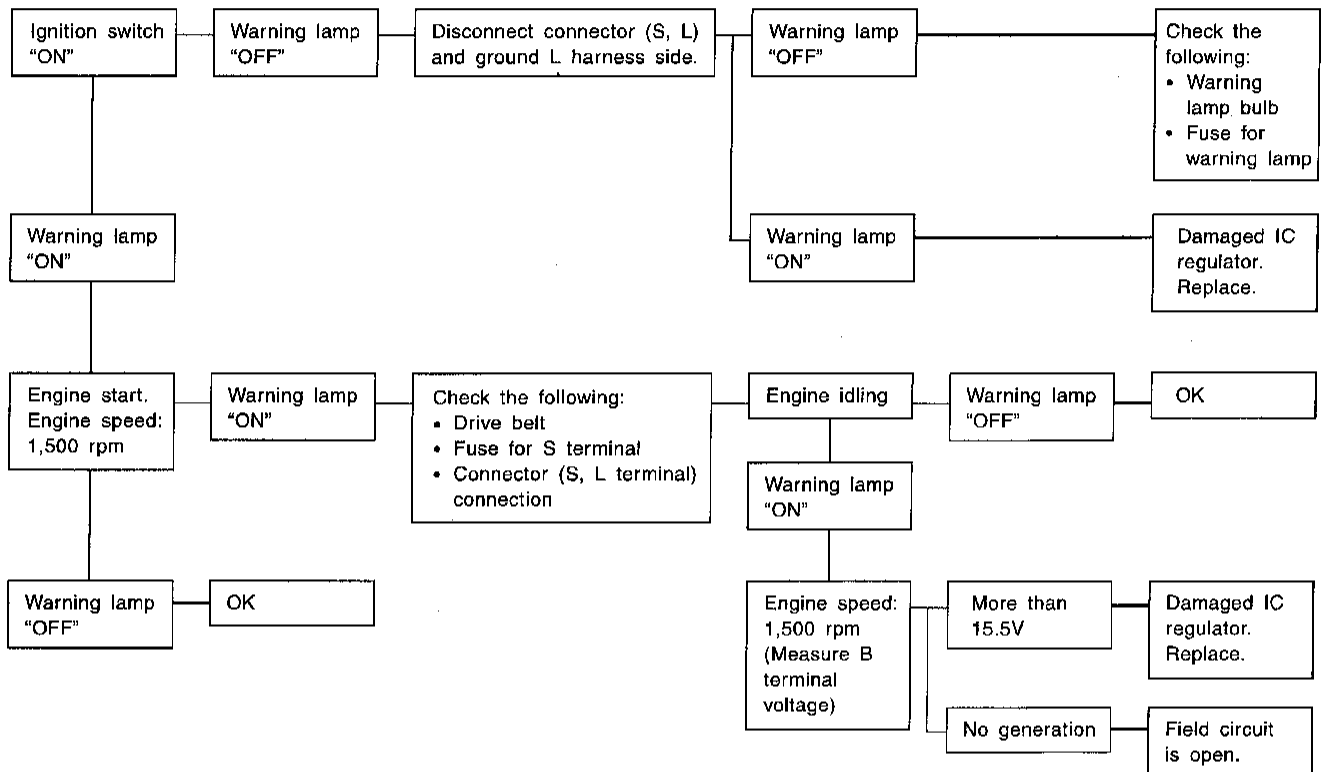 Ignition switch
“ON”
Warning lamp
“OFF”
Disconnect connector (S, L)
and ground L harness side.
Warning lamp
“OFF”
Check the
following:
• Warning
lamp bulb
• Fuse for
warning lamp
Warning lamp
“ON”
Warning lamp
“ON”
Damaged IC
regulator.
Replace.
Engine start.
Engine speed:
1,500 rpm
Warning lamp
“ON”
Check the following:
• Drive belt
• Fuse for S terminal
• Connector (S, L terminal)
connection
Engine idling
Warning lamp
“OFF”
OK
Warning lamp
“ON”
Warning lamp
“OFF”
OK
Engine speed:
1,500 rpm
(Measure B
terminal
voltage)
More than
15.5V
Damaged IC
regulator.
Replace.
No generation
Field circuit
is open.